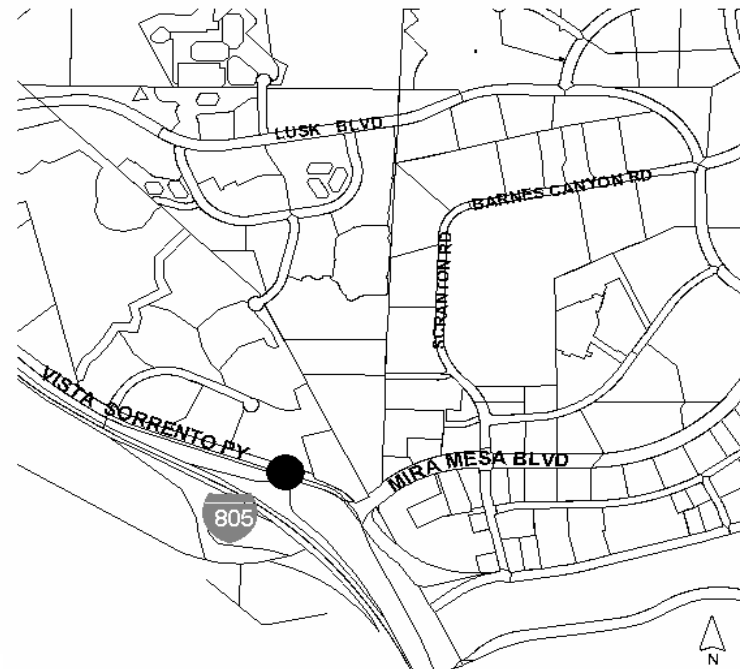 LUSK BLVD
BARNES CANYON RD
SCRANTON RD
VISTA SORRENTO PY
MIRA MESA BLVD
805
N